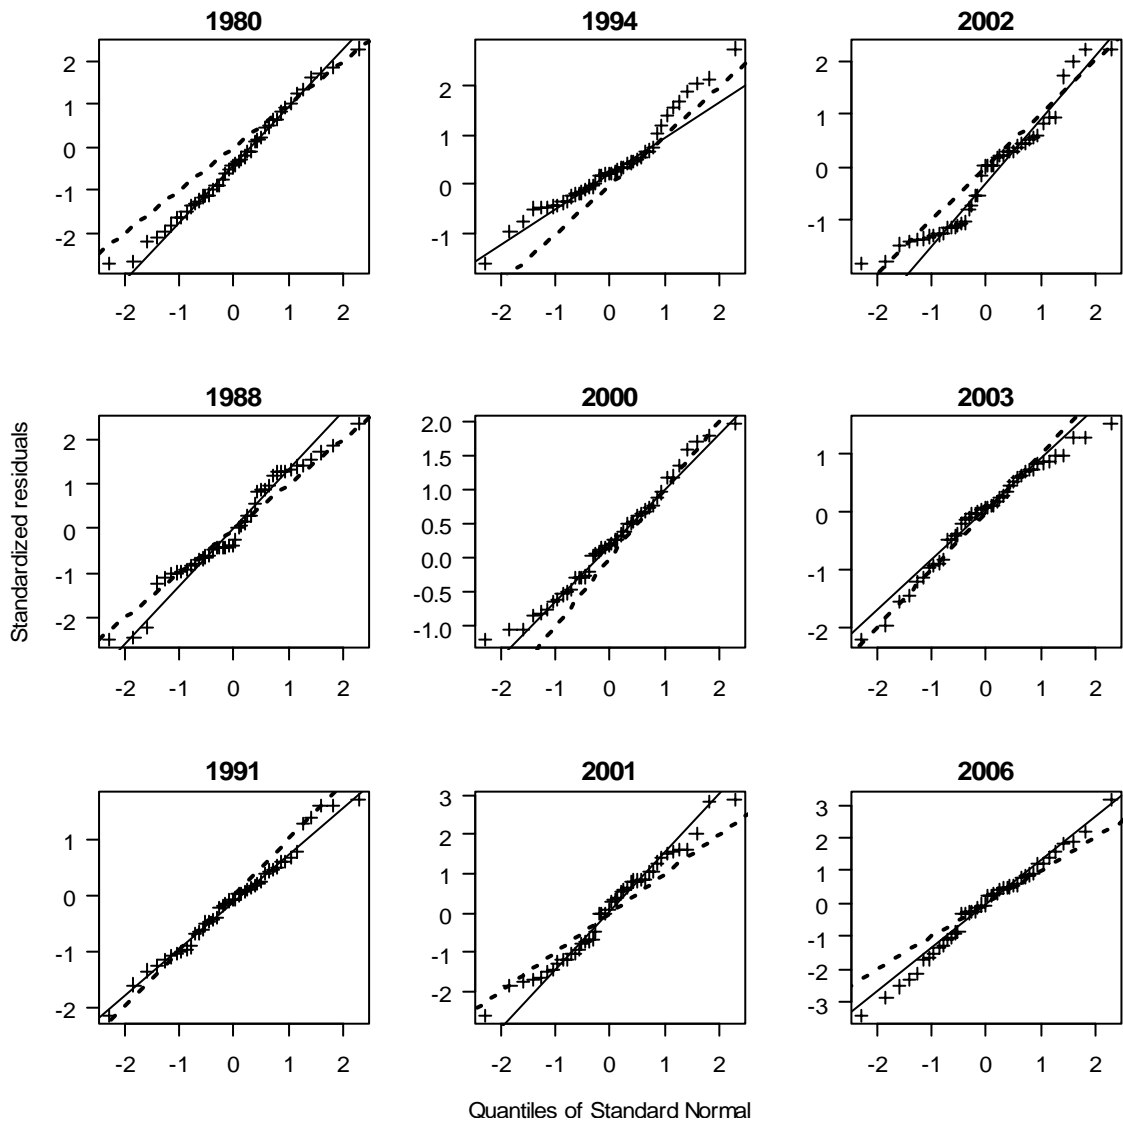 1980 1994 2002
2 2 2
1 1 1
0 0 0
-1 -1 -1
-2
-2 -1 0 1 2 -2 -1 0 1 2 -2 -1 0 1 2
1988 2000 2003
2 2.0 1
1 1.5 0
0 1.0 -1
-1 0.5 -2
-2 0.0
-0.5
-1.0
Standardized residuals
-2 -1 0 1 2 -2 -1 0 1 2 -2 -1 0 1 2
1991 2001 2006
1 3 3
0 2 2
-1 1 1
-2 0 0
-1 -1
-2 -2
-3
-2 -1 0 1 2 -2 -1 0 1 2 -2 -1 0 1 2
Quantiles of Standard Normal